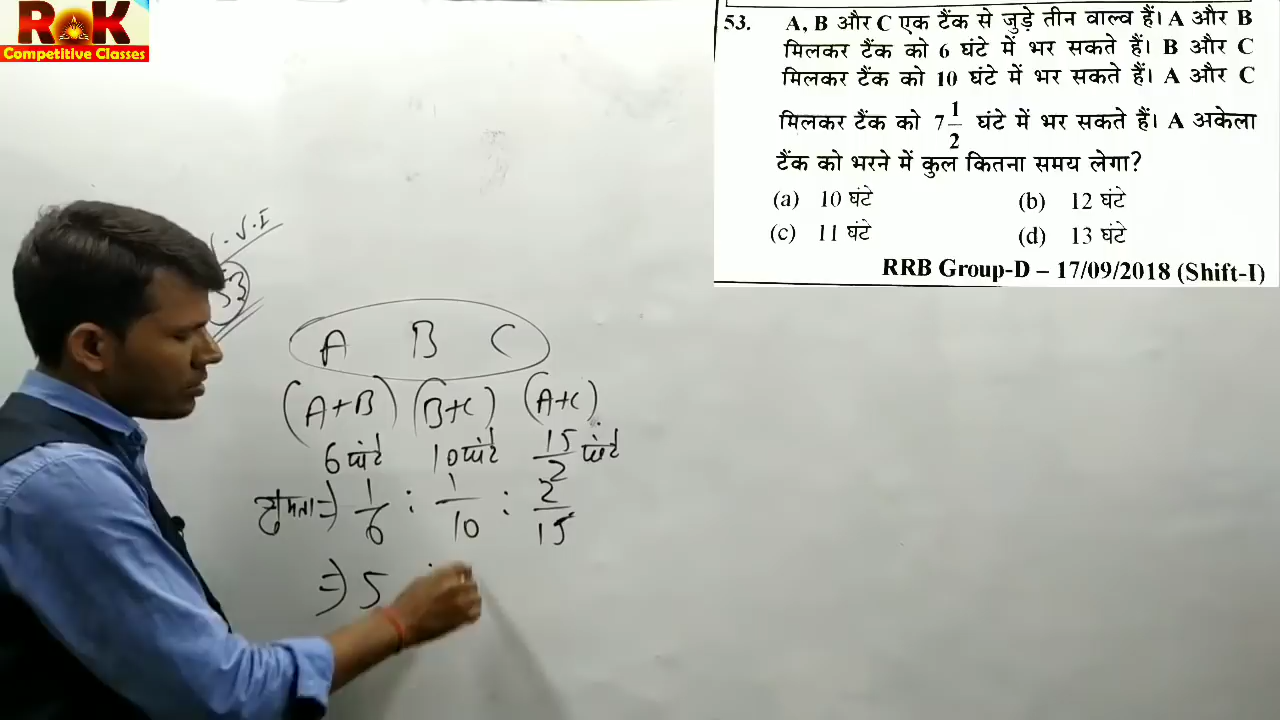 ROK
Competitive Classes
53. A, B और C एक टैंक से जुड़े तीन वाल्व हैं। A और B
मिलकर टैंक को 6 घंटे में भर सकते हैं। B और C
मिलकर टैंक को 10 घंटे में भर सकते हैं। A और C
मिलकर टैंक को 7 1/2 घंटे में भर सकते हैं। A अकेला
टैंक को भरने में कुल कितना समय लेगा?
(a) 10 घंटे (b) 12 घंटे
(c) 11 घंटे (d) 13 घंटे
RRB Group-D – 17/09/2018 (Shift-I)
V.V.I
53
A B C
(A+B) (B+C) (A+C)
6 घंटे 10 घंटे 15/2 घंटे
क्षमता ⇒ 1/6 : 1/10 : 2/15
⇒ 5 :